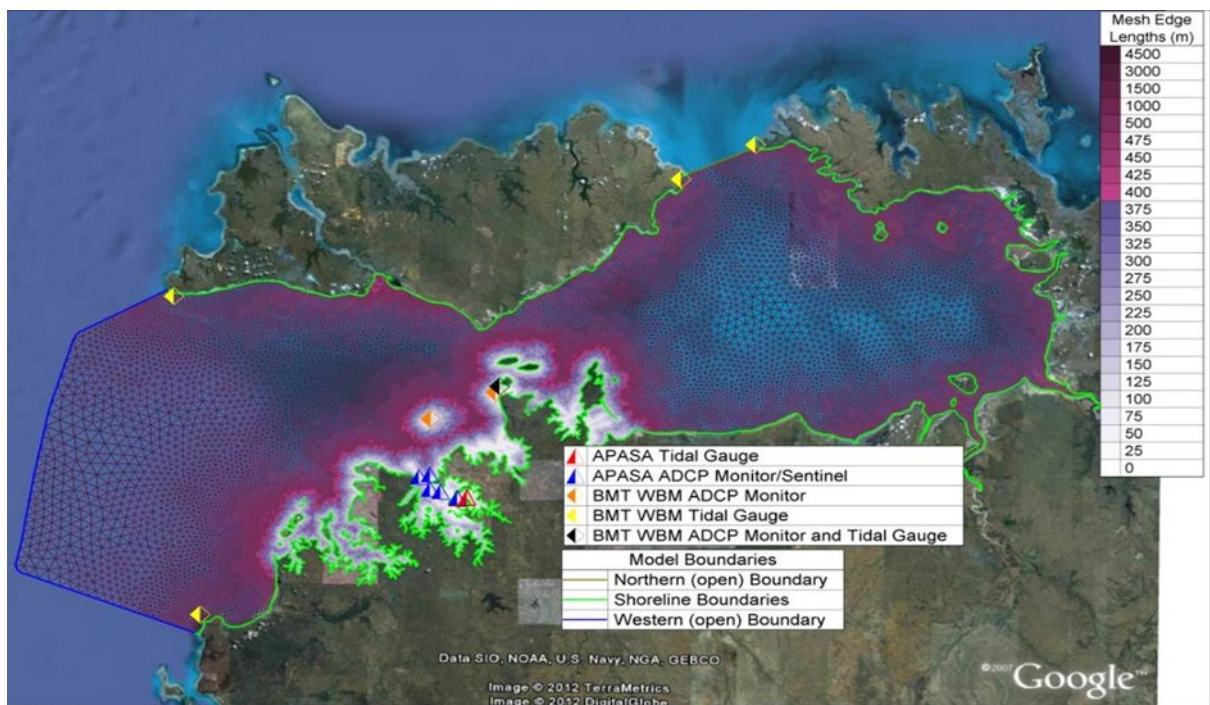 Mesh Edge
Lengths (m)
4500
3000
1500
1000
500
475
450
425
400
375
350
325
300
275
250
225
200
175
150
125
100
75
50
25
0
APASA Tidal Gauge
APASA ADCP Monitor/Sentinel
BMT WBM ADCP Monitor
BMT WBM Tidal Gauge
BMT WBM ADCP Monitor and Tidal Gauge
Model Boundaries
Northern (open) Boundary
Shoreline Boundaries
Western (open) Boundary
Data SIO, NOAA, U.S. Navy, NGA, GEBCO
Image © 2012 TerraMetrics
Image © 2012 DigitalGlobe
©2007 Google™